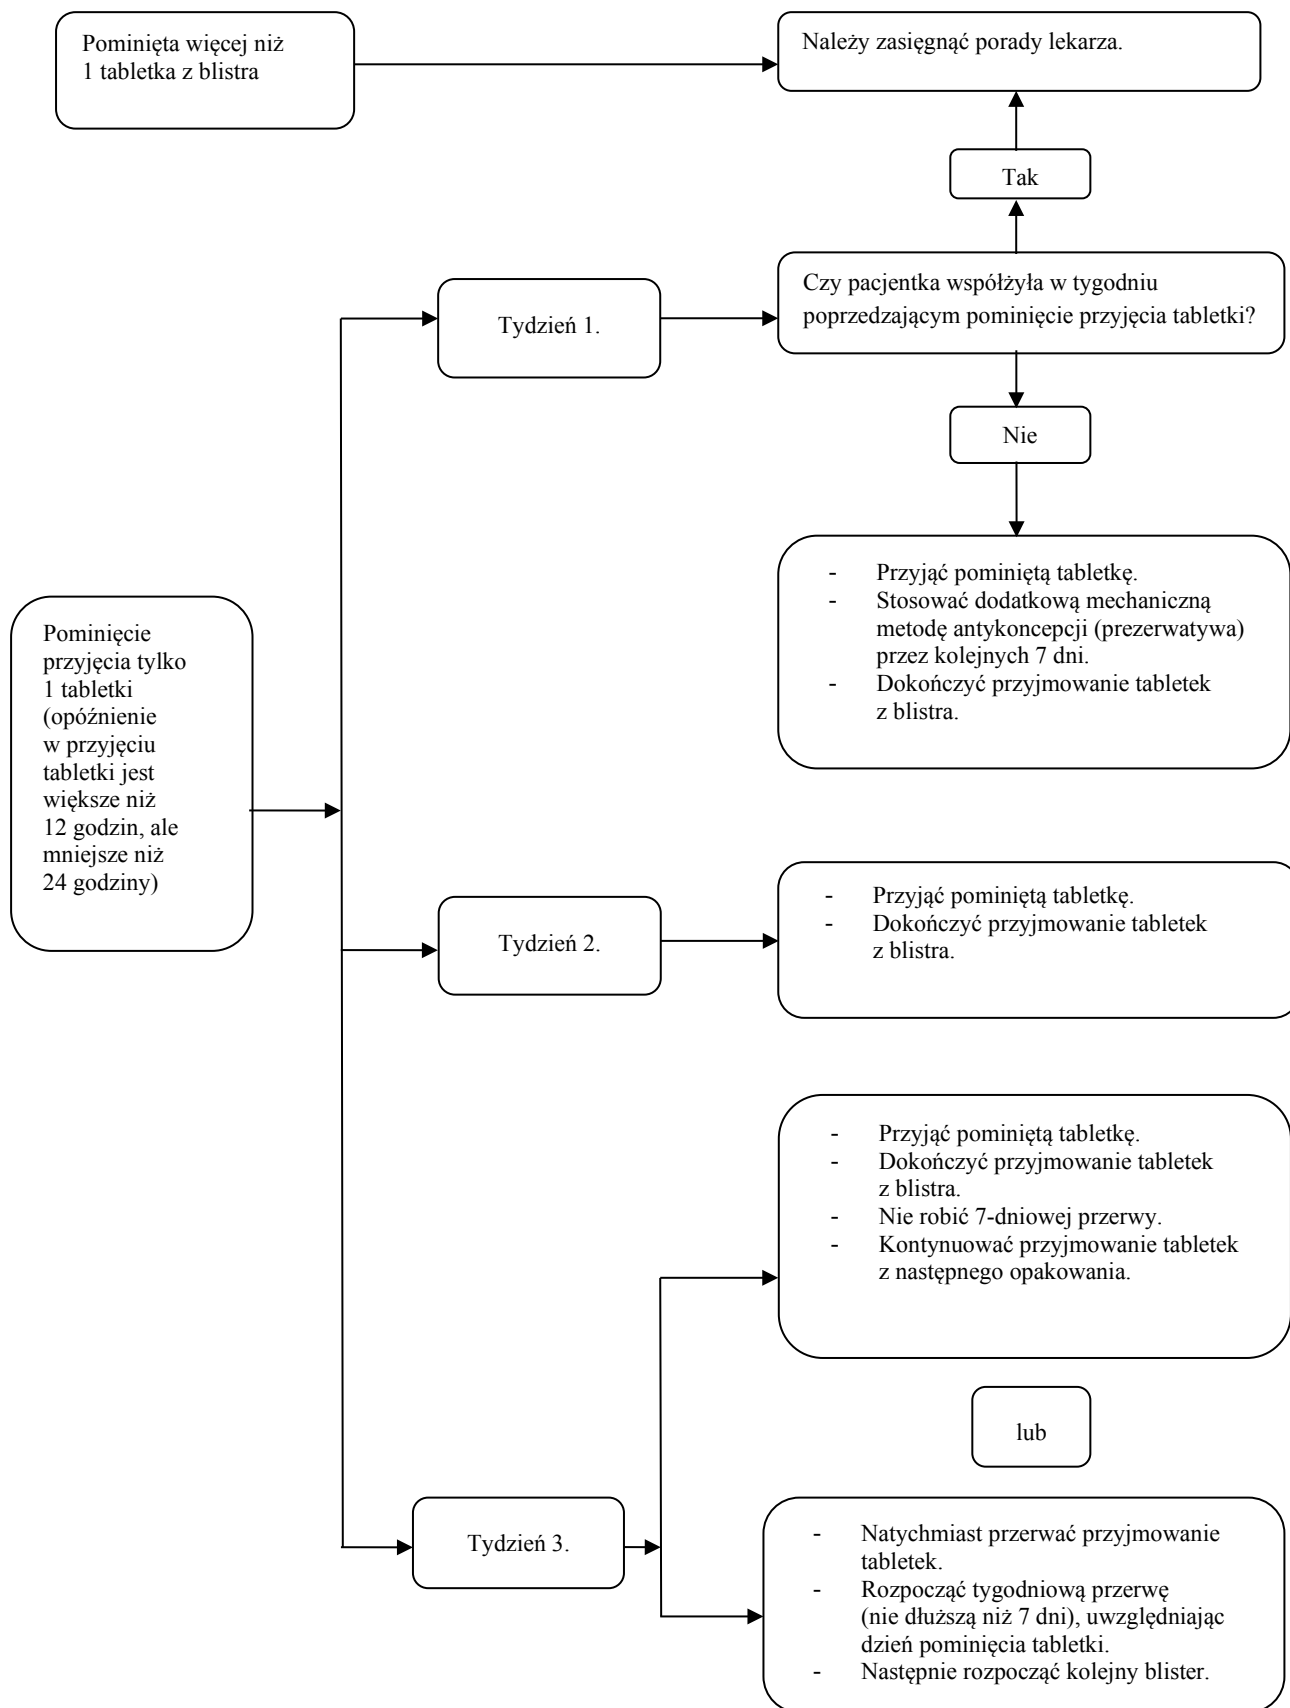 Pominięta więcej niż
1 tabletka z blistra
Należy zasięgnąć porady lekarza.
Tak
Czy pacjentka współżyła w tygodniu
poprzedzającym pominięcie przyjęcia tabletki?
Tydzień 1.
Nie
- Przyjąć pominiętą tabletkę.
- Stosować dodatkową mechaniczną
metodę antykoncepcji (prezerwatywa)
przez kolejnych 7 dni.
- Dokończyć przyjmowanie tabletek
z blistra.
Pominięcie
przyjęcia tylko
1 tabletki
(opóźnienie
w przyjęciu
tabletki jest
większe niż
12 godzin, ale
mniejsze niż
24 godziny)
Tydzień 2.
- Przyjąć pominiętą tabletkę.
- Dokończyć przyjmowanie tabletek
z blistra.
- Przyjąć pominiętą tabletkę.
- Dokończyć przyjmowanie tabletek
z blistra.
- Nie robić 7-dniowej przerwy.
- Kontynuować przyjmowanie tabletek
z następnego opakowania.
lub
Tydzień 3.
- Natychmiast przerwać przyjmowanie
tabletek.
- Rozpocząć tygodniową przerwę
(nie dłuższą niż 7 dni), uwzględniając
dzień pominięcia tabletki.
- Następnie rozpocząć kolejny blister.